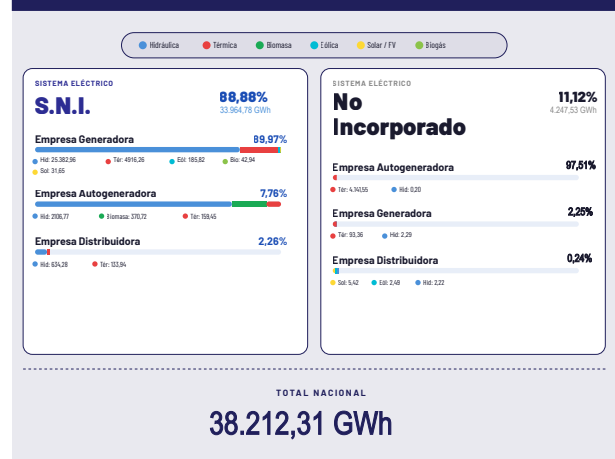 Hidráulica Térmica Biomasa Eólica Solar / FV Biogás
SISTEMA ELÉCTRICO
S.N.I.
88,88%
33.964,78 GWh
Empresa Generadora 89,97%
Hid: 25.382,96 Tér: 4916,26 Eól: 185,82 Bio: 42,94
Sol: 31,65
Empresa Autogeneradora 7,76%
Hid: 2106,77 Biomasa: 370,72 Tér: 159,45
Empresa Distribuidora 2,26%
Hid: 634,28 Tér: 133,94
SISTEMA ELÉCTRICO
No
Incorporado
11,12%
4.247,53 GWh
Empresa Autogeneradora 97,51%
Tér: 4.141,55 Hid: 0,20
Empresa Generadora 2,25%
Tér: 93,36 Hid: 2,29
Empresa Distribuidora 0,24%
Sol: 5,42 Eól: 2,49 Hid: 2,22
TOTAL NACIONAL
38.212,31 GWh